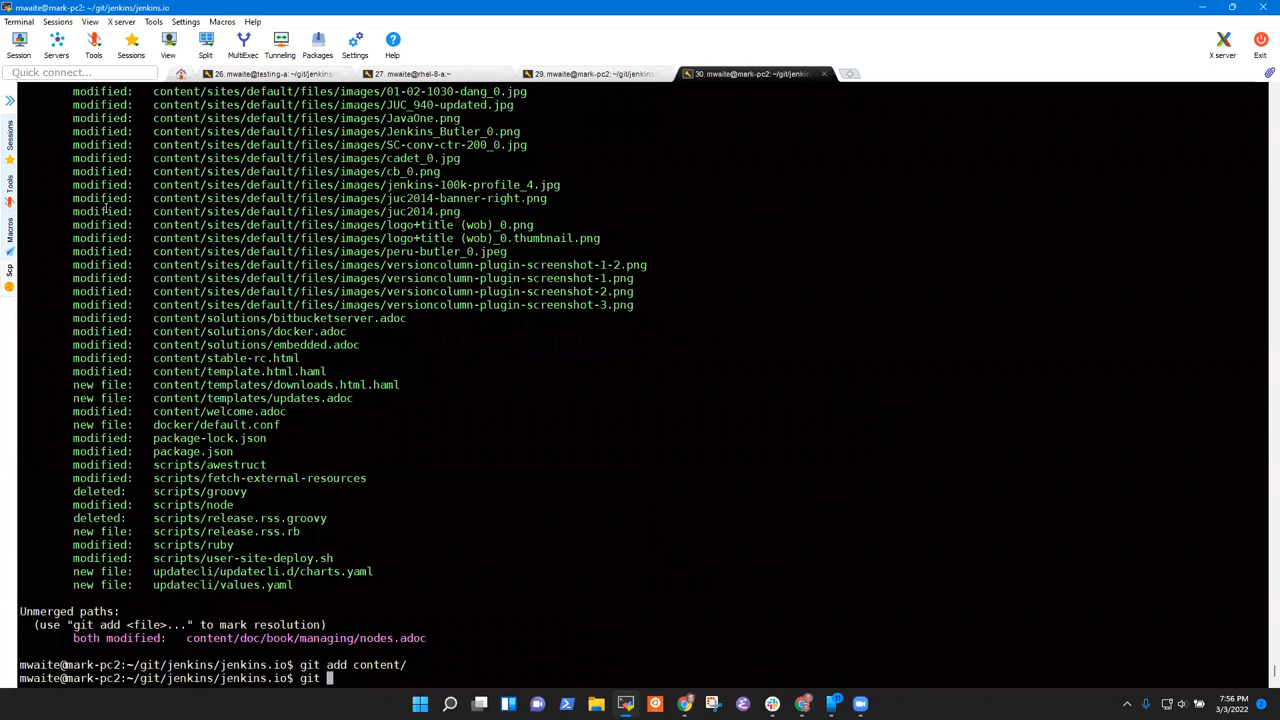 mwaite@mark-pc2: ~/git/jenkins/jenkins.io
Terminal Sessions View X server Tools Settings Macros Help
Session Servers Tools Sessions View Split MultiExec Tunneling Packages Settings Help X server Exit
Quick connect... 26. mwaite@testing-a: ~/git/jenkins 27. mwaite@rhel-8-a:~ 29. mwaite@mark-pc2: ~/git/jenkins 30. mwaite@mark-pc2: ~/git/jenkin
Sessions
Tools
Macros
Scp
modified: content/sites/default/files/images/01-02-1030-dang_0.jpg
modified: content/sites/default/files/images/JUC_940-updated.jpg
modified: content/sites/default/files/images/JavaOne.png
modified: content/sites/default/files/images/Jenkins_Butler_0.png
modified: content/sites/default/files/images/SC-conv-ctr-200_0.jpg
modified: content/sites/default/files/images/cadet_0.jpg
modified: content/sites/default/files/images/cb_0.png
modified: content/sites/default/files/images/jenkins-100k-profile_4.jpg
modified: content/sites/default/files/images/juc2014-banner-right.png
modified: content/sites/default/files/images/juc2014.png
modified: content/sites/default/files/images/logo+title (wob)_0.png
modified: content/sites/default/files/images/logo+title (wob)_0.thumbnail.png
modified: content/sites/default/files/images/peru-butler_0.jpeg
modified: content/sites/default/files/images/versioncolumn-plugin-screenshot-1-2.png
modified: content/sites/default/files/images/versioncolumn-plugin-screenshot-1.png
modified: content/sites/default/files/images/versioncolumn-plugin-screenshot-2.png
modified: content/sites/default/files/images/versioncolumn-plugin-screenshot-3.png
modified: content/solutions/bitbucketserver.adoc
modified: content/solutions/docker.adoc
modified: content/solutions/embedded.adoc
modified: content/stable-rc.html
modified: content/template.html.haml
new file: content/templates/downloads.html.haml
new file: content/templates/updates.adoc
modified: content/welcome.adoc
new file: docker/default.conf
modified: package-lock.json
modified: package.json
modified: scripts/awestruct
modified: scripts/fetch-external-resources
deleted: scripts/groovy
modified: scripts/node
deleted: scripts/release.rss.groovy
new file: scripts/release.rss.rb
modified: scripts/ruby
modified: scripts/user-site-deploy.sh
new file: updatecli/updatecli.d/charts.yaml
new file: updatecli/values.yaml
Unmerged paths:
(use "git add <file>..." to mark resolution)
both modified: content/doc/book/managing/nodes.adoc
mwaite@mark-pc2:~/git/jenkins/jenkins.io$ git add content/
mwaite@mark-pc2:~/git/jenkins/jenkins.io$ git
7:56 PM
3/3/2022